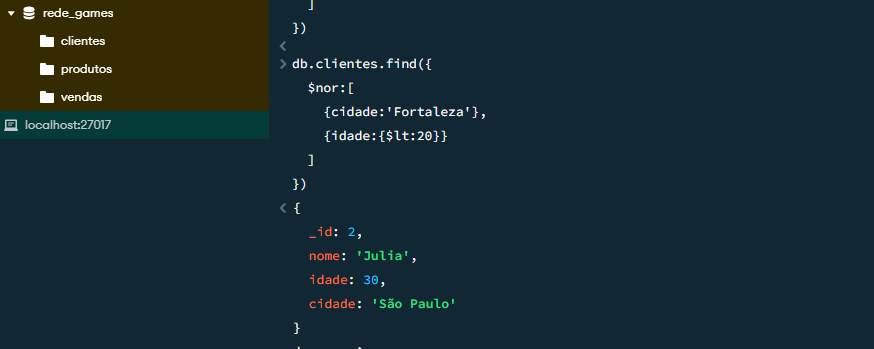 rede_games
clientes
produtos
vendas
localhost:27017
]
})
db.clientes.find({
$nor:[
{cidade:'Fortaleza'},
{idade:{$lt:20}}
]
})
{
_id: 2,
nome: 'Julia',
idade: 30,
cidade: 'São Paulo'
}